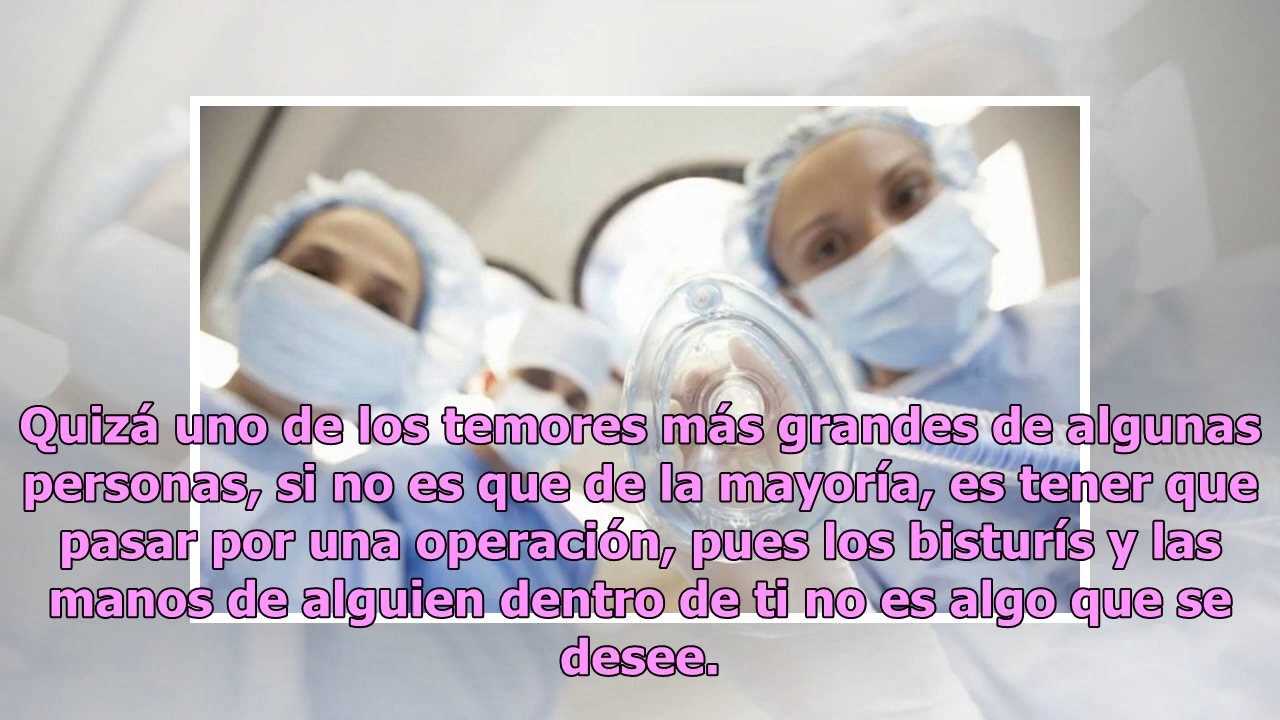 Quizá uno de los temores más grandes de algunas
personas, si no es que de la mayoría, es tener que
pasar por una operación, pues los bisturís y las
manos de alguien dentro de ti no es algo que se
desee.